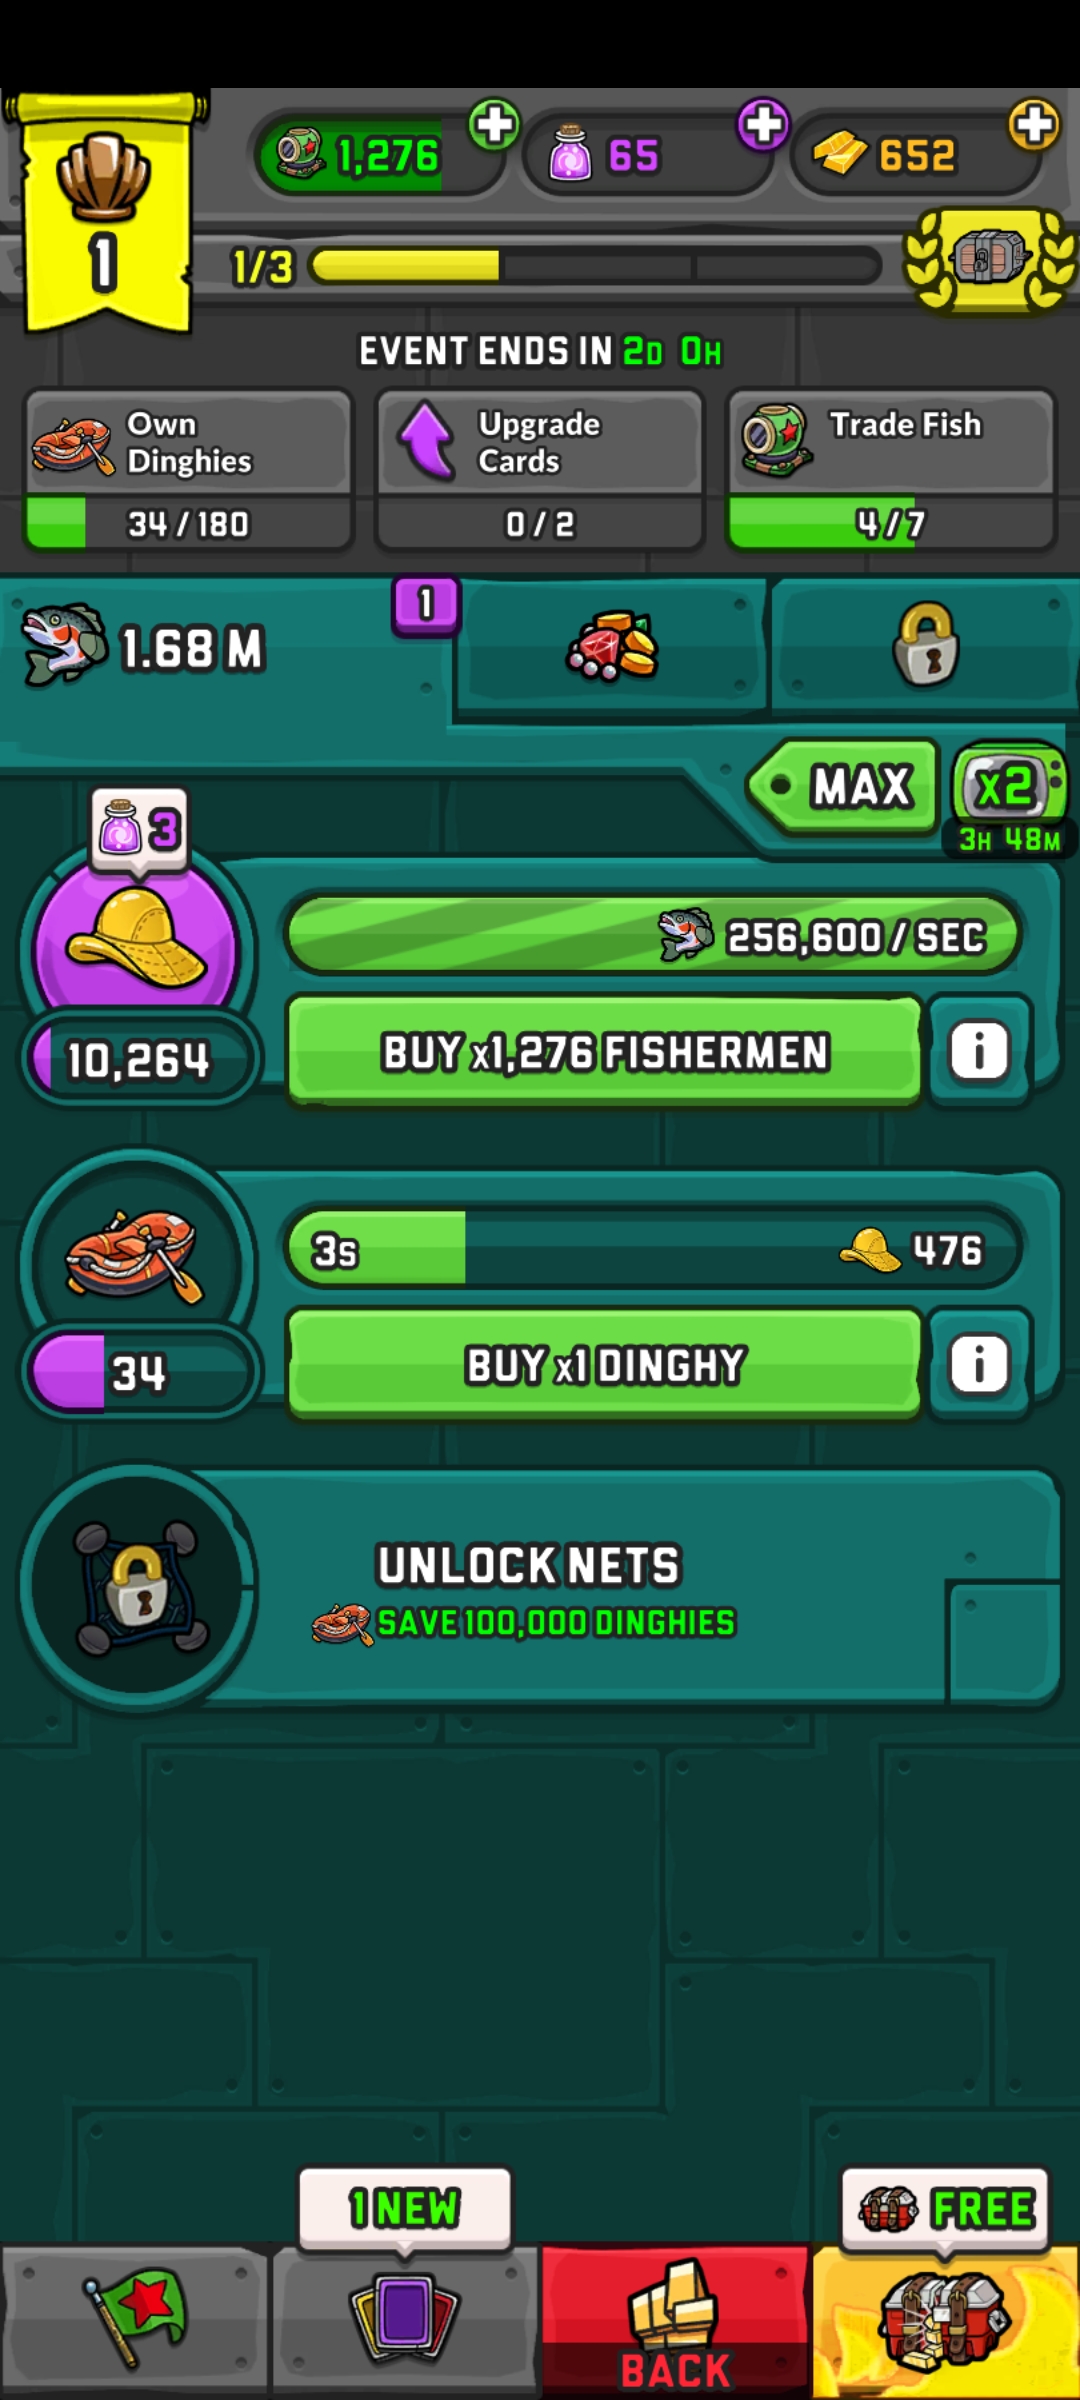 1,276
65
652
1
1/3
EVENT ENDS IN 2D 0H
Own
Dinghies
34 / 180
Upgrade
Cards
0 / 2
Trade Fish
4 / 7
1.68 M
1
MAX
x2
3H 48M
3
256,600 / SEC
10,264
BUY x1,276 FISHERMEN
i
3s
476
34
BUY x1 DINGHY
i
UNLOCK NETS
SAVE 100,000 DINGHIES
1 NEW
FREE
BACK